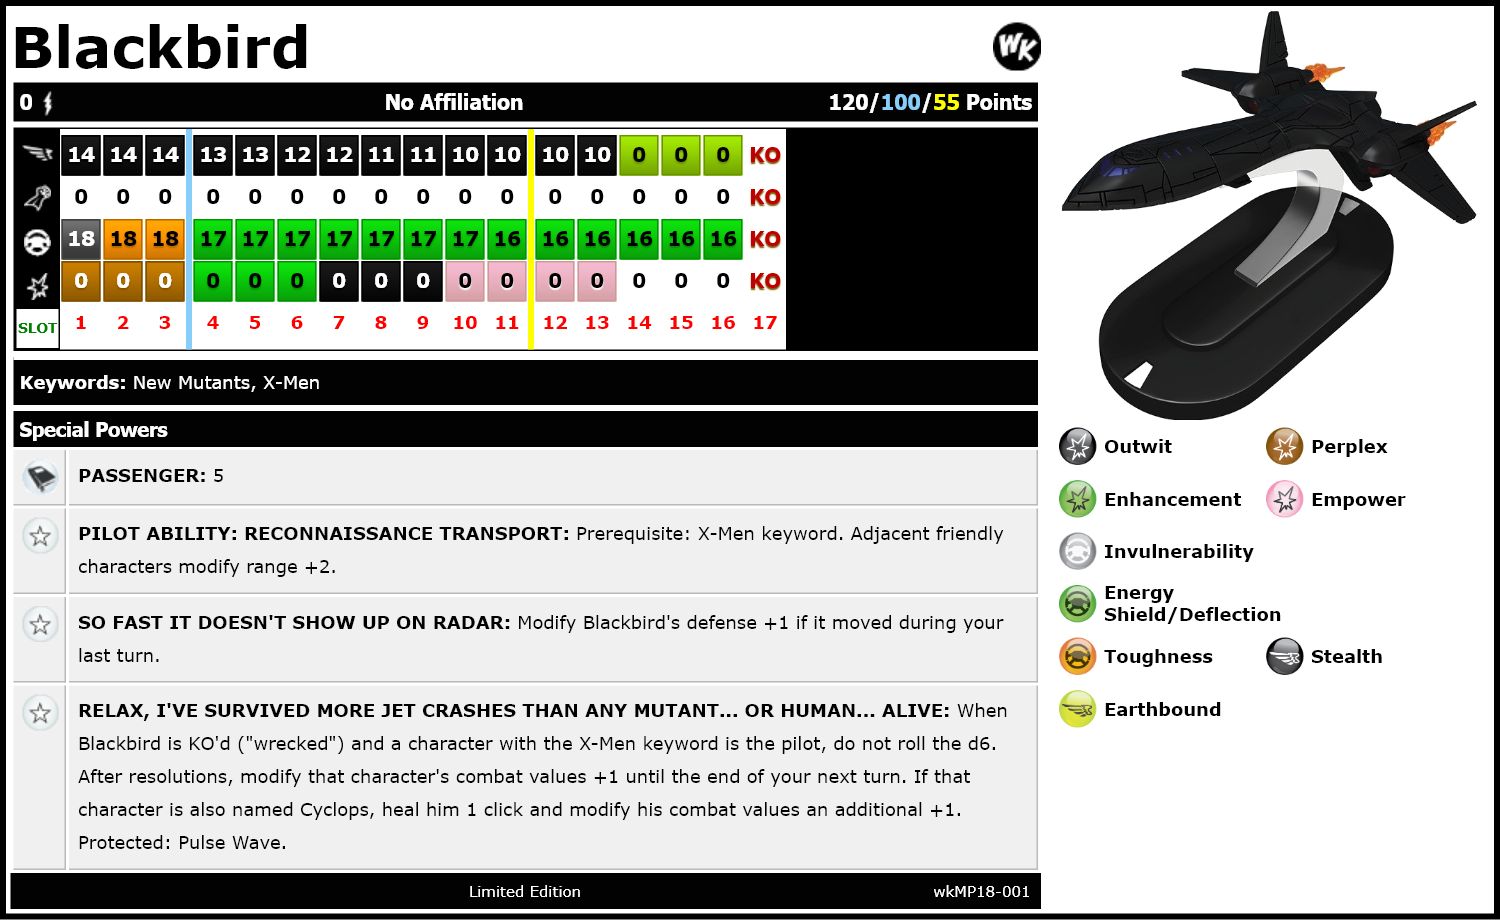 Blackbird
WK
0 No Affiliation 120/100/55 Points
14 14 14 13 13 12 12 11 11 10 10 10 10 0 0 0 KO
0 0 0 0 0 0 0 0 0 0 0 0 0 0 0 0 KO
18 18 18 17 17 17 17 17 17 17 16 16 16 16 16 16 KO
0 0 0 0 0 0 0 0 0 0 0 0 0 0 0 0 KO
SLOT 1 2 3 4 5 6 7 8 9 10 11 12 13 14 15 16 17
Keywords: New Mutants, X-Men
Special Powers
PASSENGER: 5
PILOT ABILITY: RECONNAISSANCE TRANSPORT: Prerequisite: X-Men keyword. Adjacent friendly
characters modify range +2.
SO FAST IT DOESN'T SHOW UP ON RADAR: Modify Blackbird's defense +1 if it moved during your
last turn.
RELAX, I'VE SURVIVED MORE JET CRASHES THAN ANY MUTANT... OR HUMAN... ALIVE: When
Blackbird is KO'd ("wrecked") and a character with the X-Men keyword is the pilot, do not roll the d6.
After resolutions, modify that character's combat values +1 until the end of your next turn. If that
character is also named Cyclops, heal him 1 click and modify his combat values an additional +1.
Protected: Pulse Wave.
Limited Edition wkMP18-001
Outwit Perplex
Enhancement Empower
Invulnerability
Energy
Shield/Deflection
Toughness Stealth
Earthbound